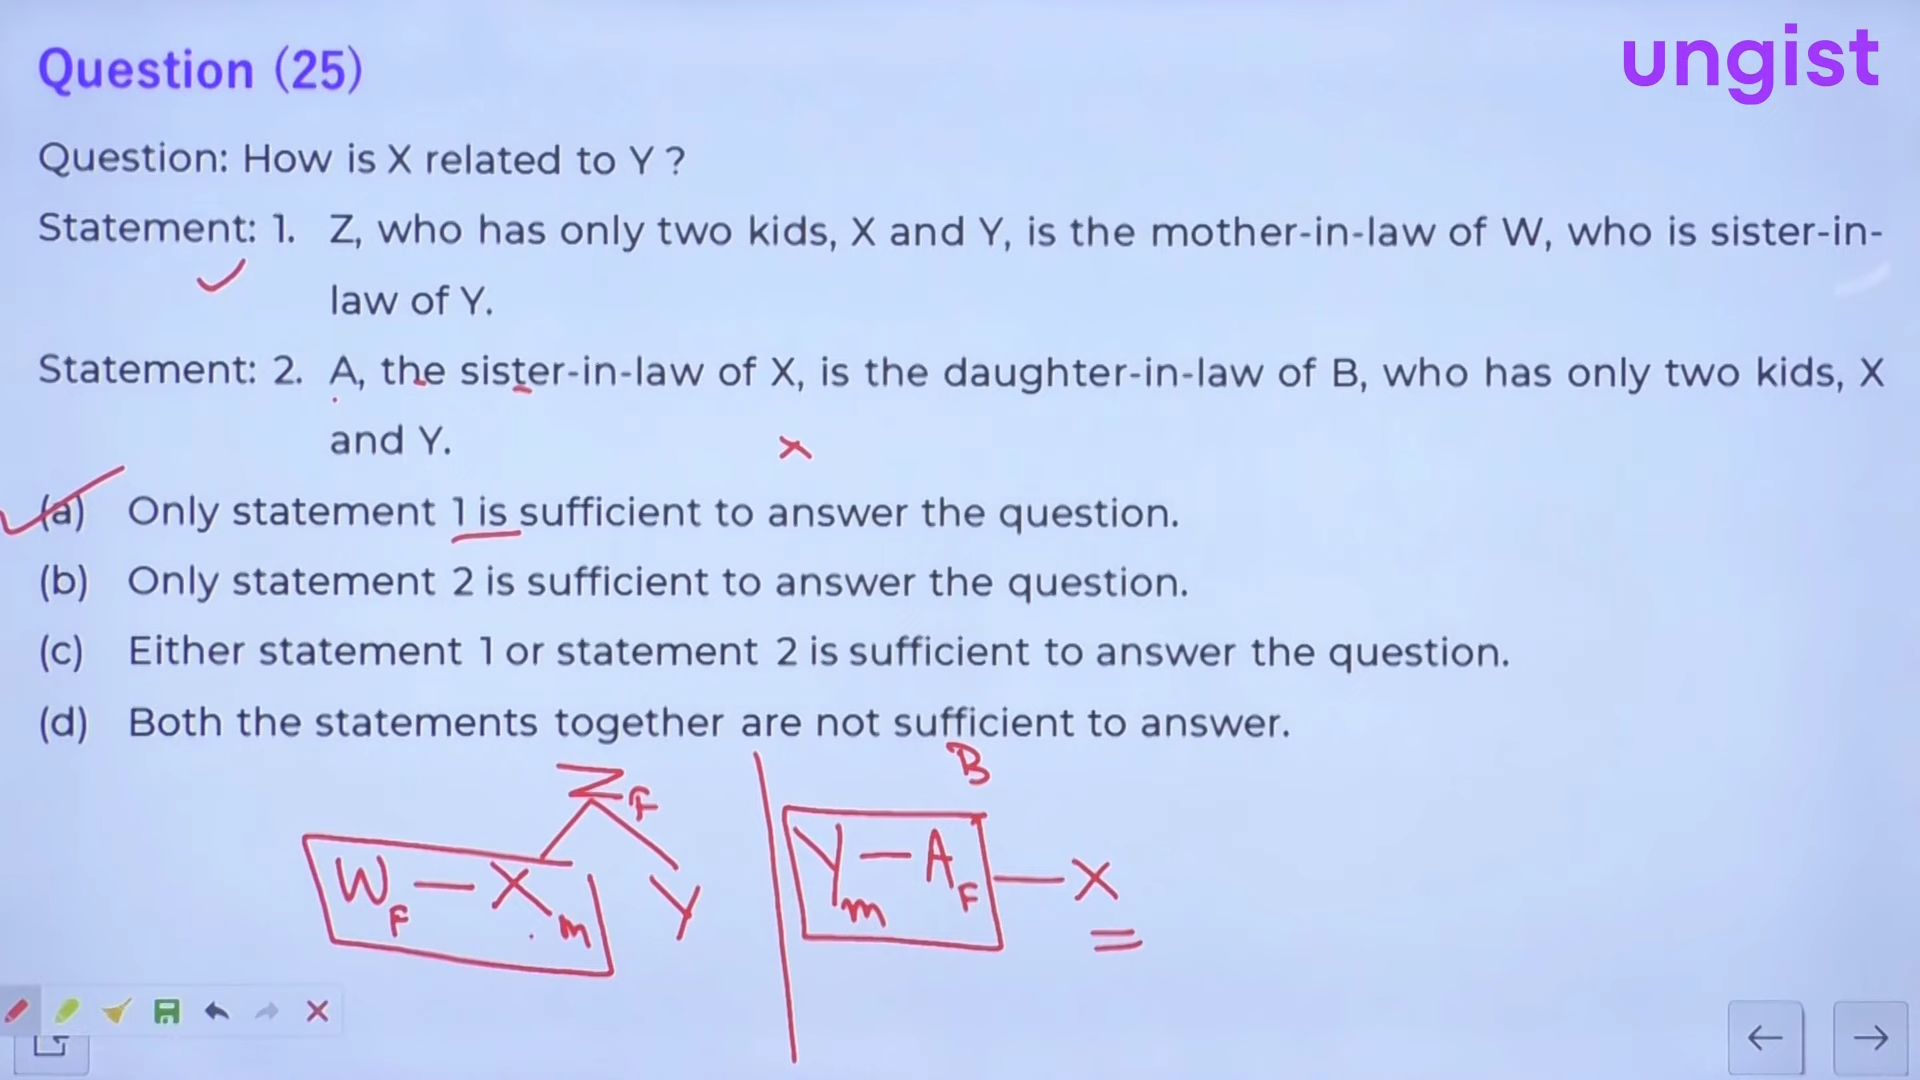 Question (25)
ungist
Question: How is X related to Y ?
Statement: 1. Z, who has only two kids, X and Y, is the mother-in-law of W, who is sister-in-
law of Y.
Statement: 2. A, the sister-in-law of X, is the daughter-in-law of B, who has only two kids, X
and Y.
(a) Only statement 1 is sufficient to answer the question.
(b) Only statement 2 is sufficient to answer the question.
(c) Either statement 1 or statement 2 is sufficient to answer the question.
(d) Both the statements together are not sufficient to answer.
Z F
B
W F — X m Y
Y m — A F — X